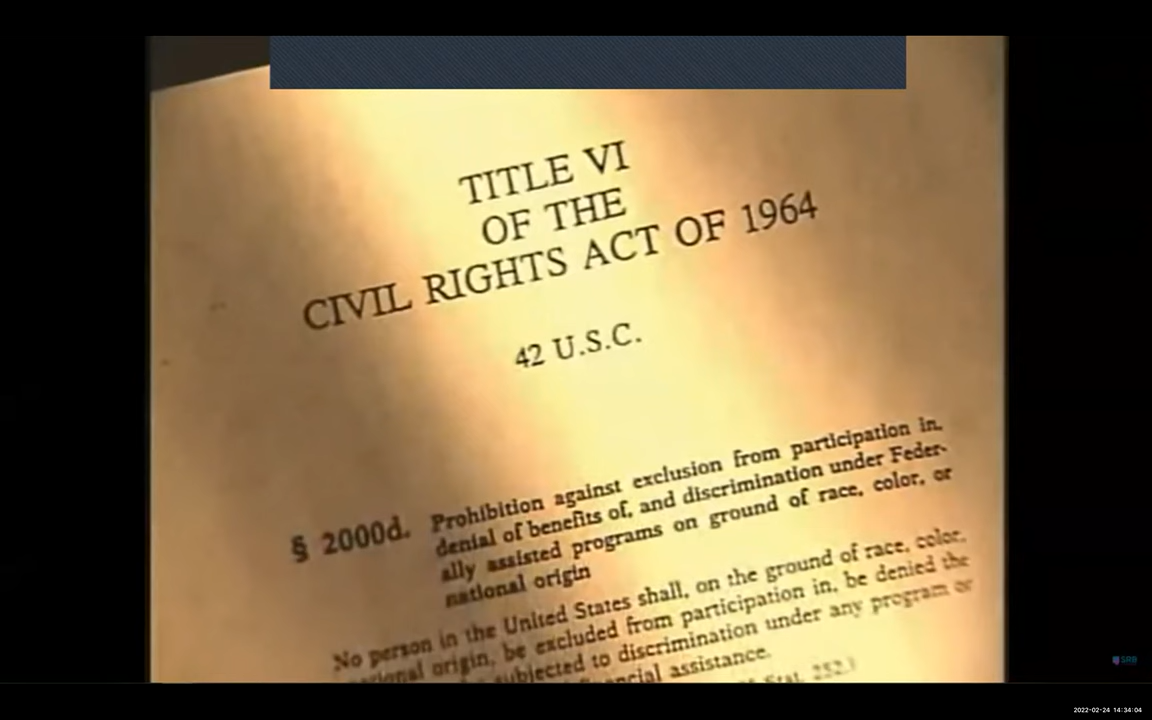 TITLE VI
OF THE
CIVIL RIGHTS ACT OF 1964
42 U.S.C.
§ 2000d. Prohibition against exclusion from participation in,
denial of benefits of, and discrimination under Feder-
ally assisted programs on ground of race, color, or
national origin
No person in the United States shall, on the ground of race, color,
origin, be excluded from participation in, be denied the
subjected to discrimination under any program or
assistance.
Stat. 252.)
SRB
2022-02-24 14:34:04